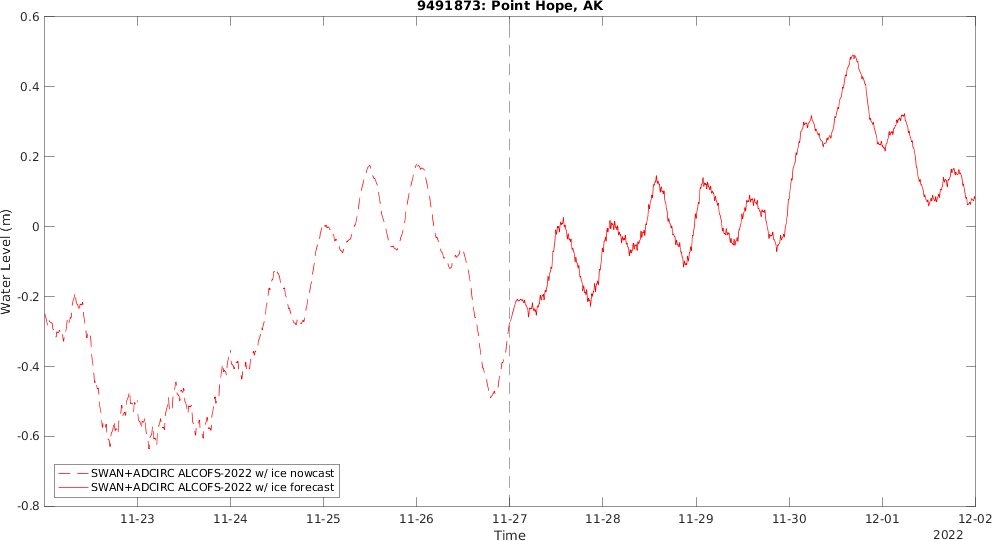 9491873: Point Hope, AK
0.6
0.4
0.2
0
-0.2
-0.4
-0.6
-0.8
Water Level (m)
SWAN+ADCIRC ALCOFS-2022 w/ ice nowcast
SWAN+ADCIRC ALCOFS-2022 w/ ice forecast
11-23 11-24 11-25 11-26 11-27 11-28 11-29 11-30 12-01 12-02
Time
2022